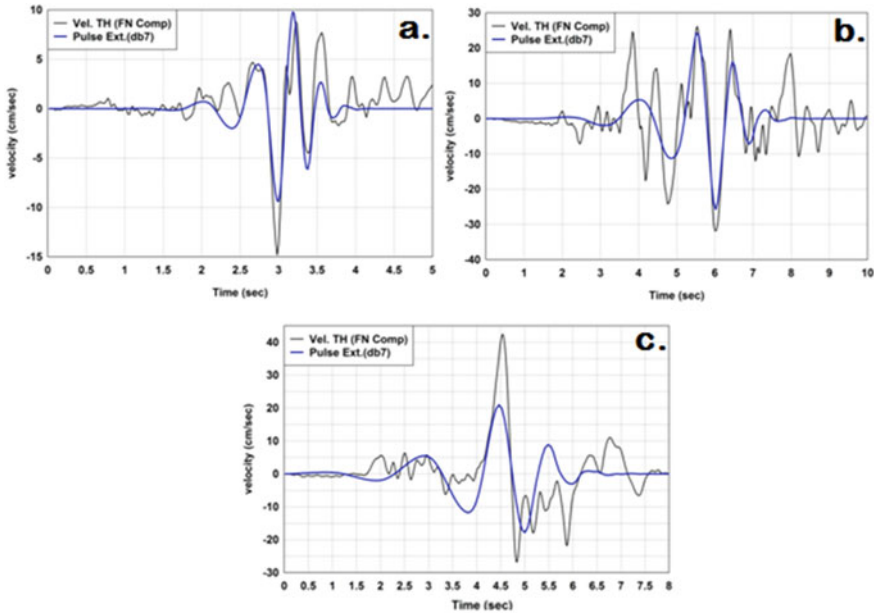 a.
Vel. TH (FN Comp)
Pulse Ext.(db7)
10
5
0
-5
-10
-15
velocity (cm/sec)
0 0.5 1 1.5 2 2.5 3 3.5 4 4.5 5
Time (sec)
b.
Vel. TH (FN Comp)
Pulse Ext.(db7)
40
30
20
10
0
-10
-20
-30
-40
velocity (cm/sec)
0 1 2 3 4 5 6 7 8 9 10
Time (sec)
c.
Vel. TH (FN Comp)
Pulse Ext.(db7)
40
30
20
10
0
-10
-20
-30
velocity (cm/sec)
0 0.5 1 1.5 2 2.5 3 3.5 4 4.5 5 5.5 6 6.5 7 7.5 8
Time (sec)